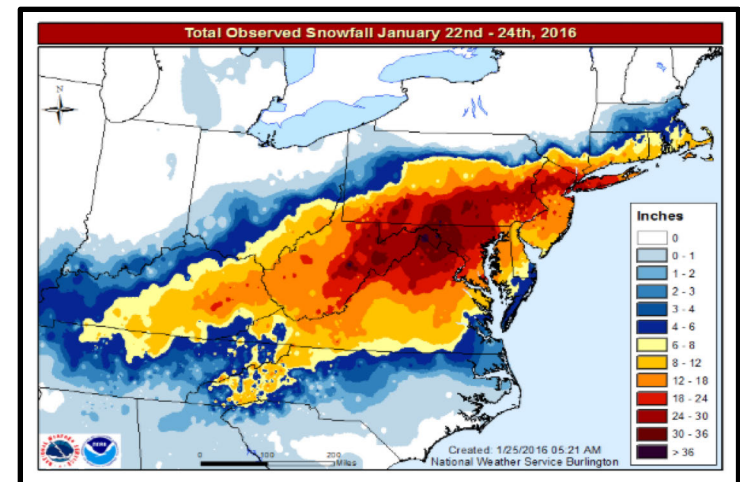 Total Observed Snowfall January 22nd - 24th, 2016
N
Inches
0
0 - 1
1 - 2
2 - 3
3 - 4
4 - 6
6 - 8
8 - 12
12 - 18
18 - 24
24 - 30
30 - 36
> 36
0 100 200
Miles
Created: 1/25/2016 05:21 AM
National Weather Service Burlington